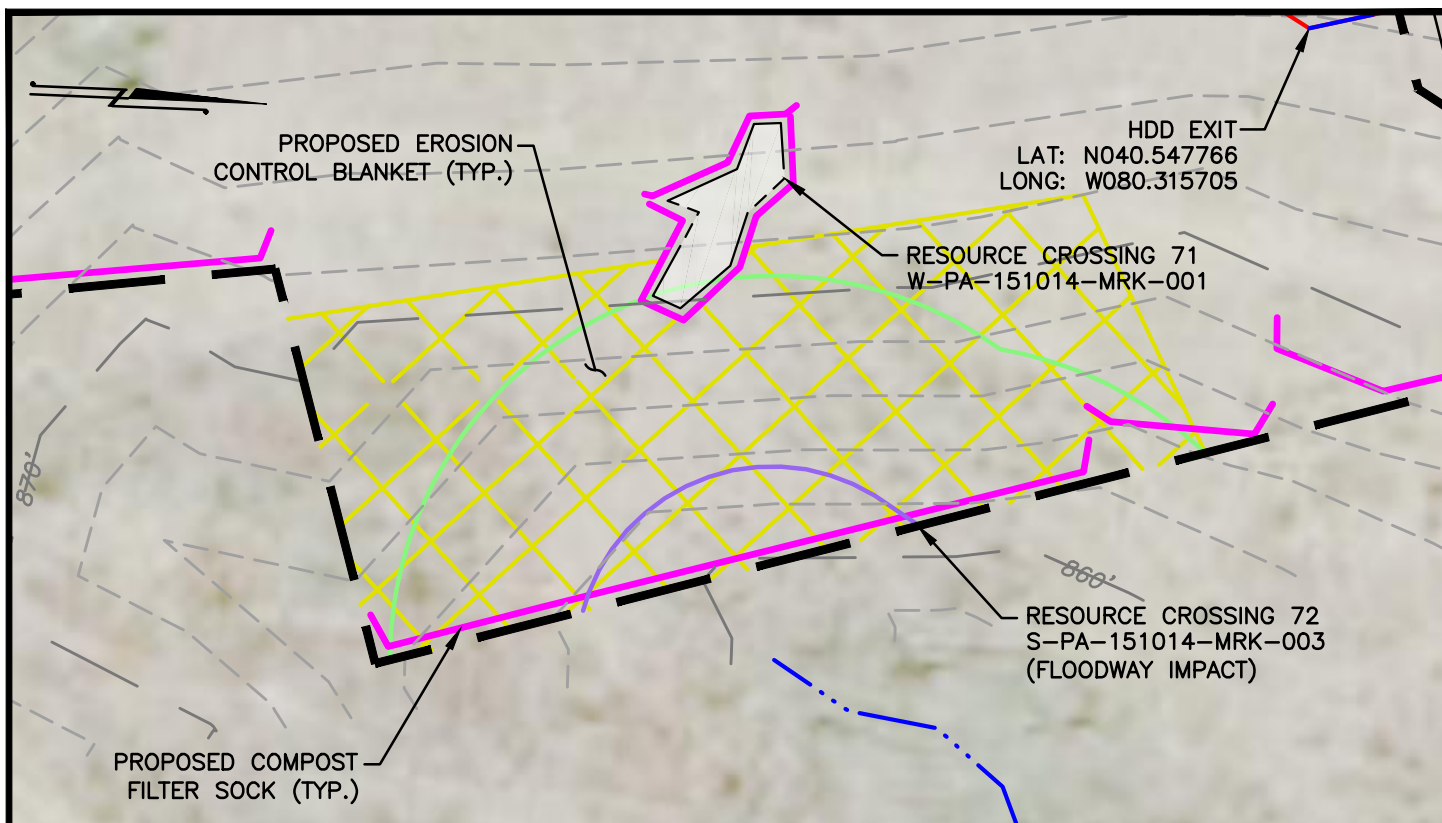 PROPOSED EROSION
CONTROL BLANKET (TYP.)
HDD EXIT
LAT: N040.547766
LONG: W080.315705
RESOURCE CROSSING 71
W-PA-151014-MRK-001
870'
860'
RESOURCE CROSSING 72
S-PA-151014-MRK-003
(FLOODWAY IMPACT)
PROPOSED COMPOST
FILTER SOCK (TYP.)